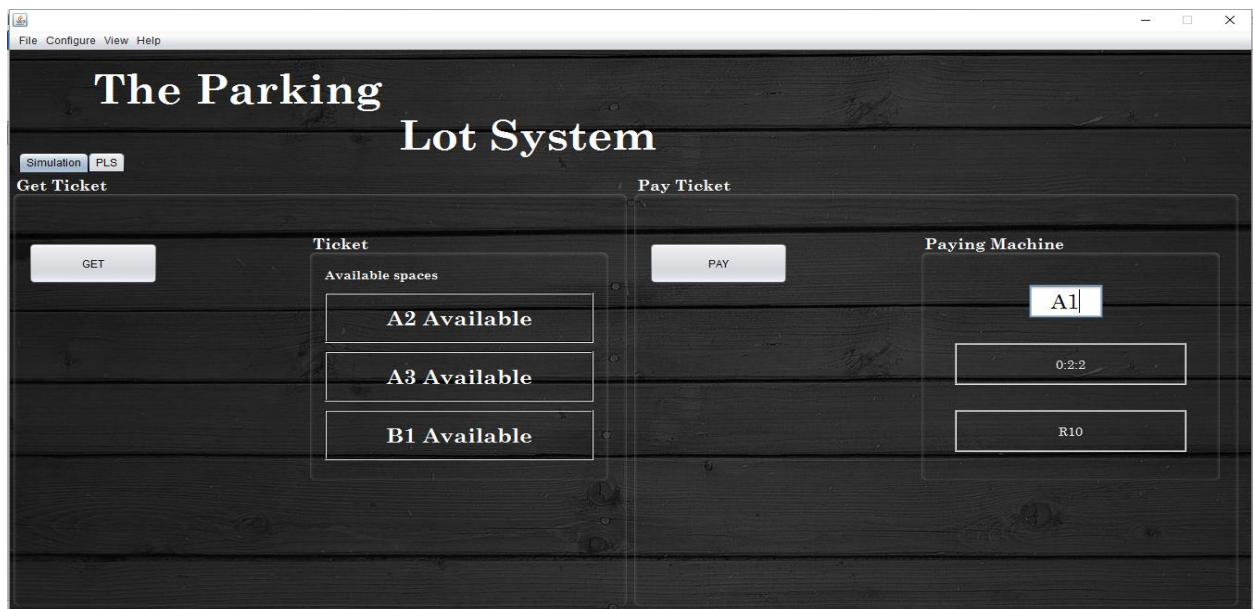 File Configure View Help
The Parking
Lot System
Simulation PLS
Get Ticket
GET
Ticket
Available spaces
A2 Available
A3 Available
B1 Available
Pay Ticket
PAY
Paying Machine
A1
0:2:2
R10